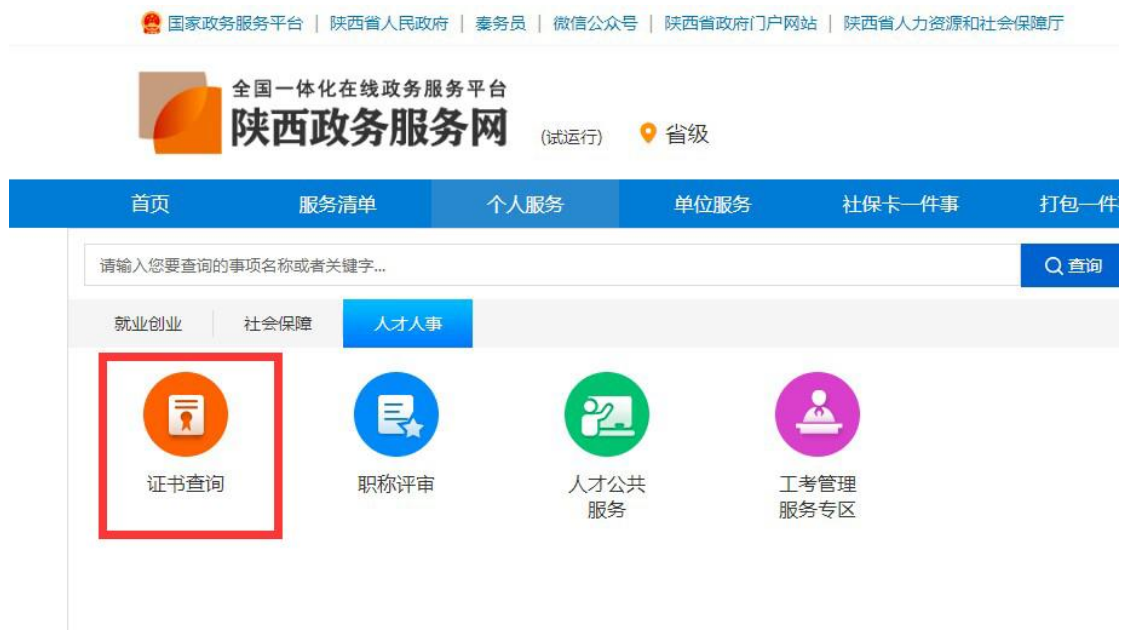 国家政务服务平台 | 陕西省人民政府 | 秦务员 | 微信公众号 | 陕西省政府门户网站 | 陕西省人力资源和社会保障厅
全国一体化在线政务服务平台
陕西政务服务网 (试运行) 省级
首页 服务清单 个人服务 单位服务 社保卡一件事 打包一件
请输入您要查询的事项名称或者关键字... 查询
就业创业 社会保障 人才人事
证书查询 职称评审 人才公共 工考管理
服务 服务专区